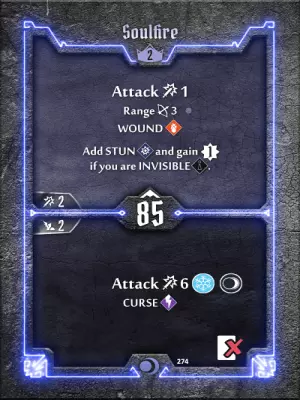 Soulfire
2
Attack 1
Range 3
WOUND
Add STUN and gain 1
if you are INVISIBLE .
2
85
2
Attack 6
CURSE
274